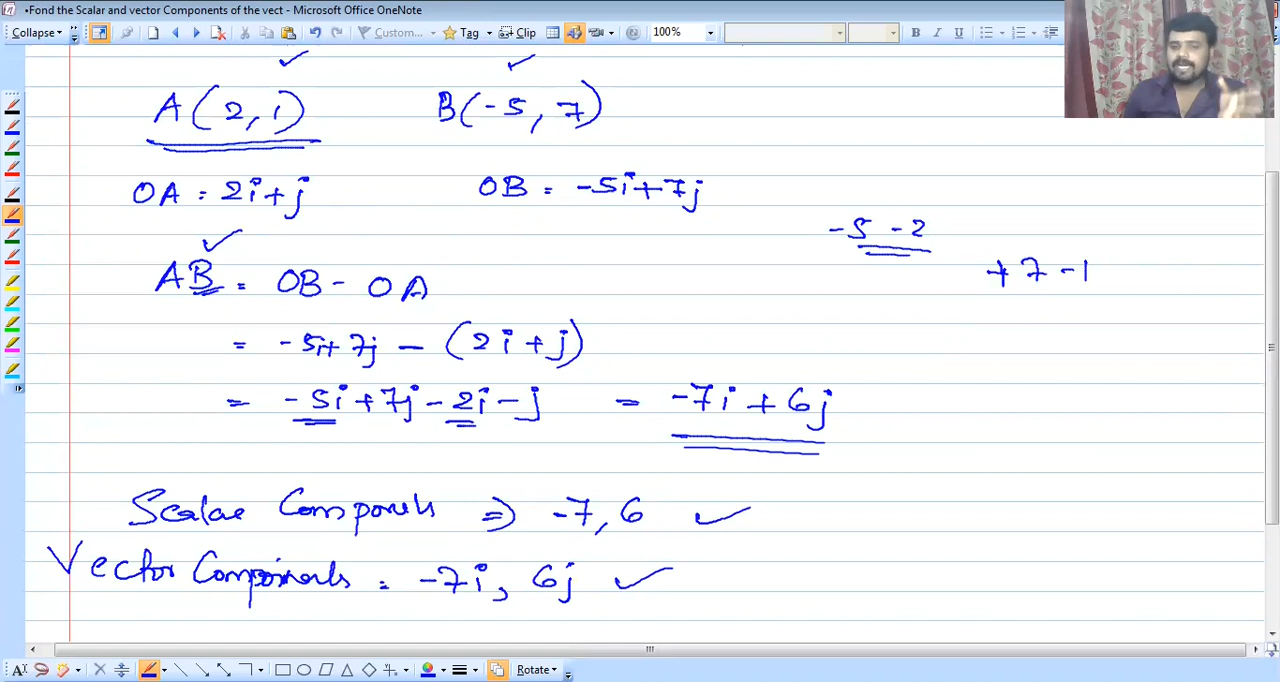 •Fond the Scalar and vector Components of the vect - Microsoft Office OneNote
Collapse Custom... Tag Clip 100% B I U
A(2,1) B(-5,7)
OA = 2i+j OB = -5i+7j
-5 -2
+7 -1
AB = OB - OA
= -5i+7j - (2i+j)
= -5i+7j-2i-j = -7i+6j
Scalar Components => -7, 6
Vector Components = -7i, 6j
Rotate